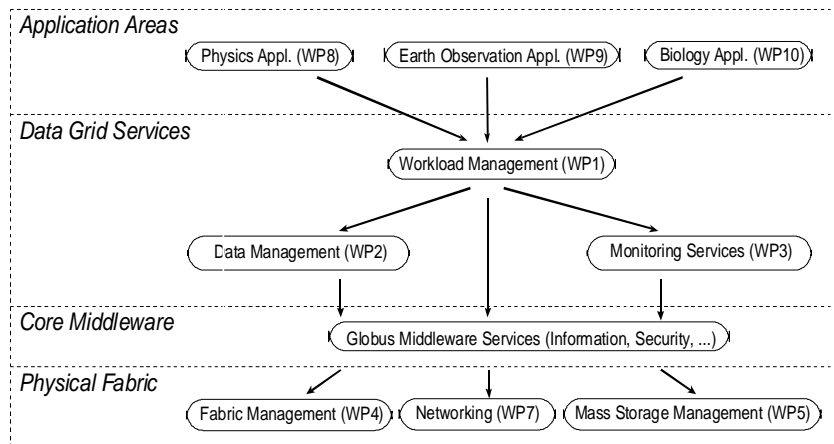 Application Areas
Physics Appl. (WP8)
Earth Observation Appl. (WP9)
Biology Appl. (WP10)
Data Grid Services
Workload Management (WP1)
Data Management (WP2)
Monitoring Services (WP3)
Core Middleware
Globus Middleware Services (Information, Security, ...)
Physical Fabric
Fabric Management (WP4)
Networking (WP7)
Mass Storage Management (WP5)